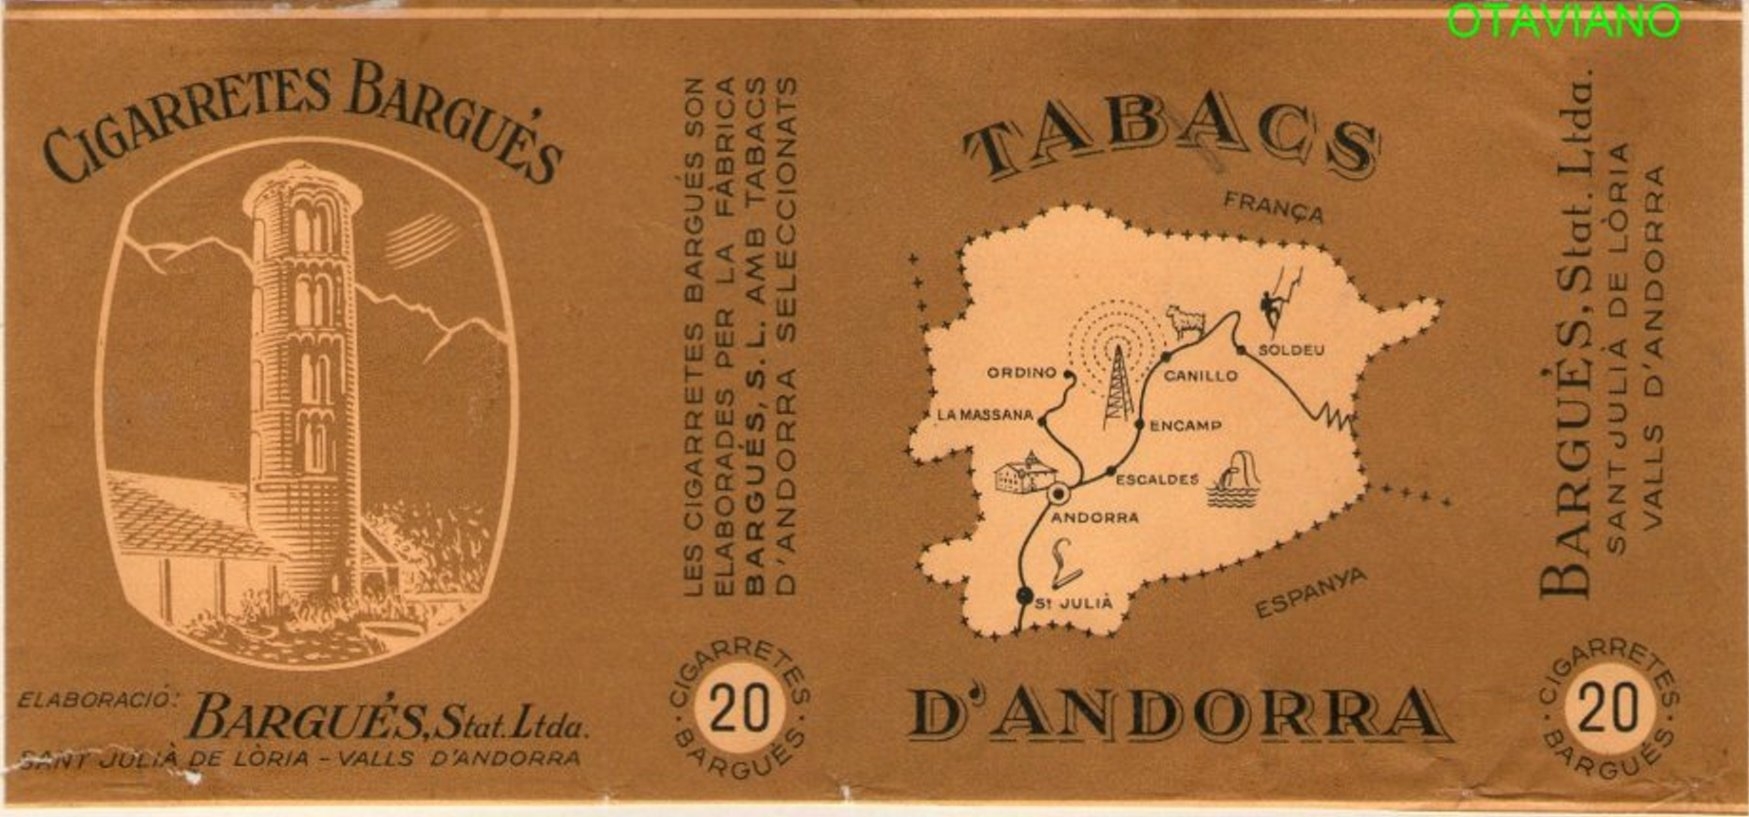 OTAVIANO
CIGARRETES BARGUÉS
ELABORACIÓ:
BARGUÉS, Stat. Ltda.
SANT JULIÀ DE LÒRIA - VALLS D'ANDORRA
LES CIGARRETES BARGUÉS SON
ELABORADES PER LA FÀBRICA
BARGUÉS, S. L. AMB TABACS
D'ANDORRA SELECCIONATS
CIGARRETES
20
BARGUÉS
TABACS
FRANÇA
SOLDEU
ORDINO
CANILLO
LA MASSANA
ENCAMP
ESCALDES
ANDORRA
St JULIÀ
ESPANYA
D'ANDORRA
BARGUÉS, Stat. Ltda.
SANT JULIÀ DE LÒRIA
VALLS D'ANDORRA
CIGARRETES
20
BARGUÉS